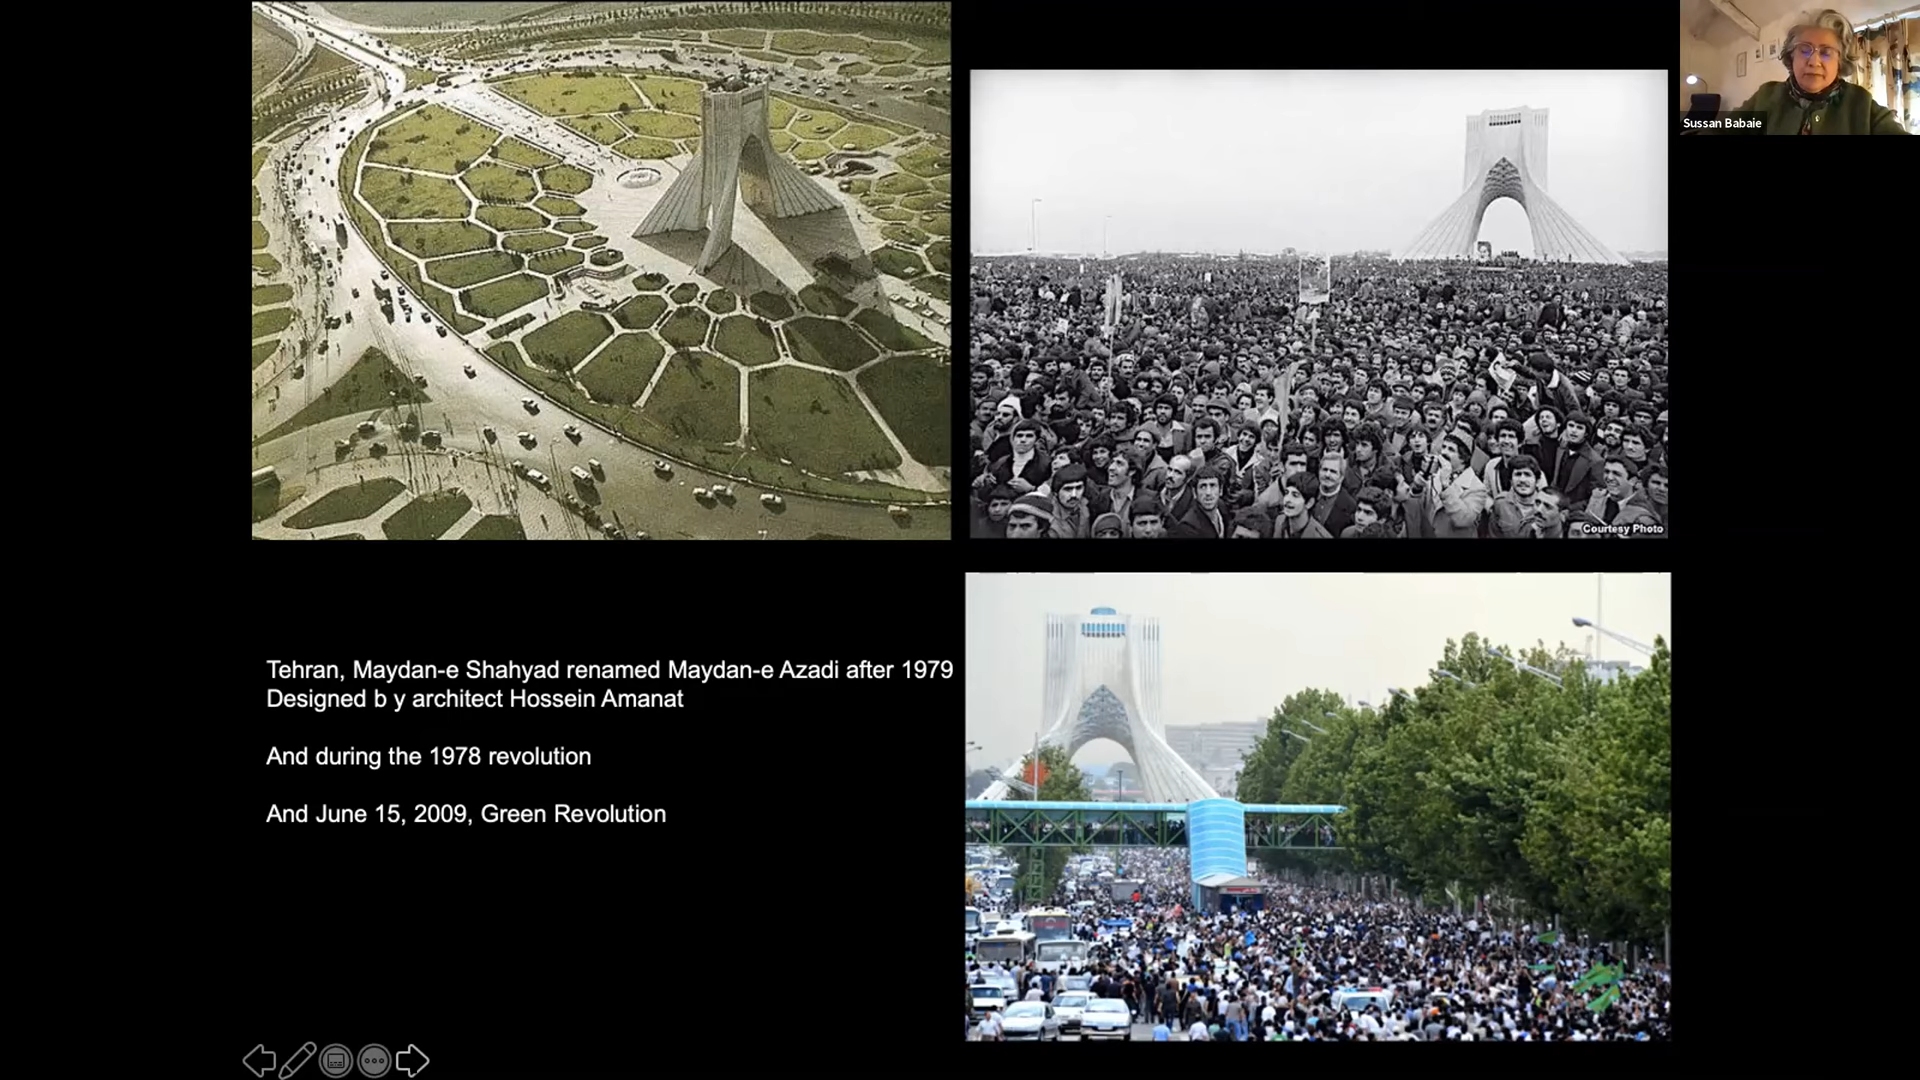 Sussan Babaie
Courtesy Photo
Tehran, Maydan-e Shahyad renamed Maydan-e Azadi after 1979
Designed b y architect Hossein Amanat
And during the 1978 revolution
And June 15, 2009, Green Revolution